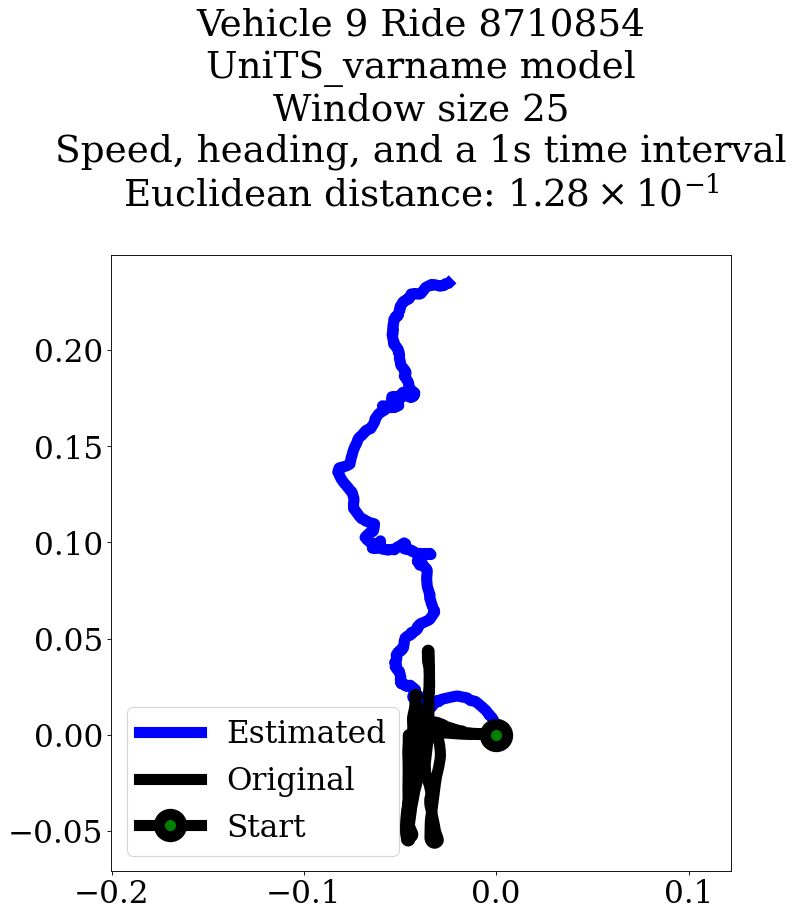 Vehicle 9 Ride 8710854
UniTS_varname model
Window size 25
Speed, heading, and a 1s time interval
Euclidean distance: 1.28 × 10⁻¹
0.20
0.15
0.10
0.05
0.00
−0.05
Estimated
Original
Start
−0.2 −0.1 0.0 0.1